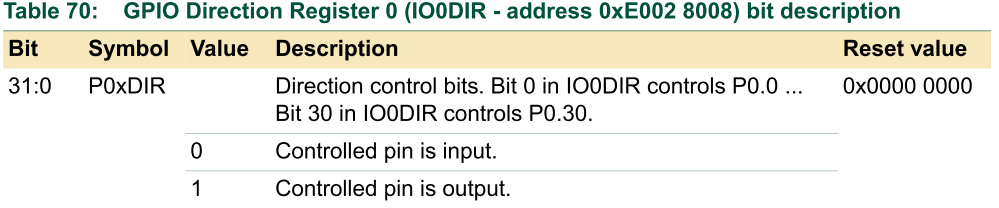 Table 70: GPIO Direction Register 0 (IO0DIR - address 0xE002 8008) bit description
Bit Symbol Value Description Reset value
31:0 P0xDIR Direction control bits. Bit 0 in IO0DIR controls P0.0 ... 0x0000 0000
Bit 30 in IO0DIR controls P0.30.
0 Controlled pin is input.
1 Controlled pin is output.